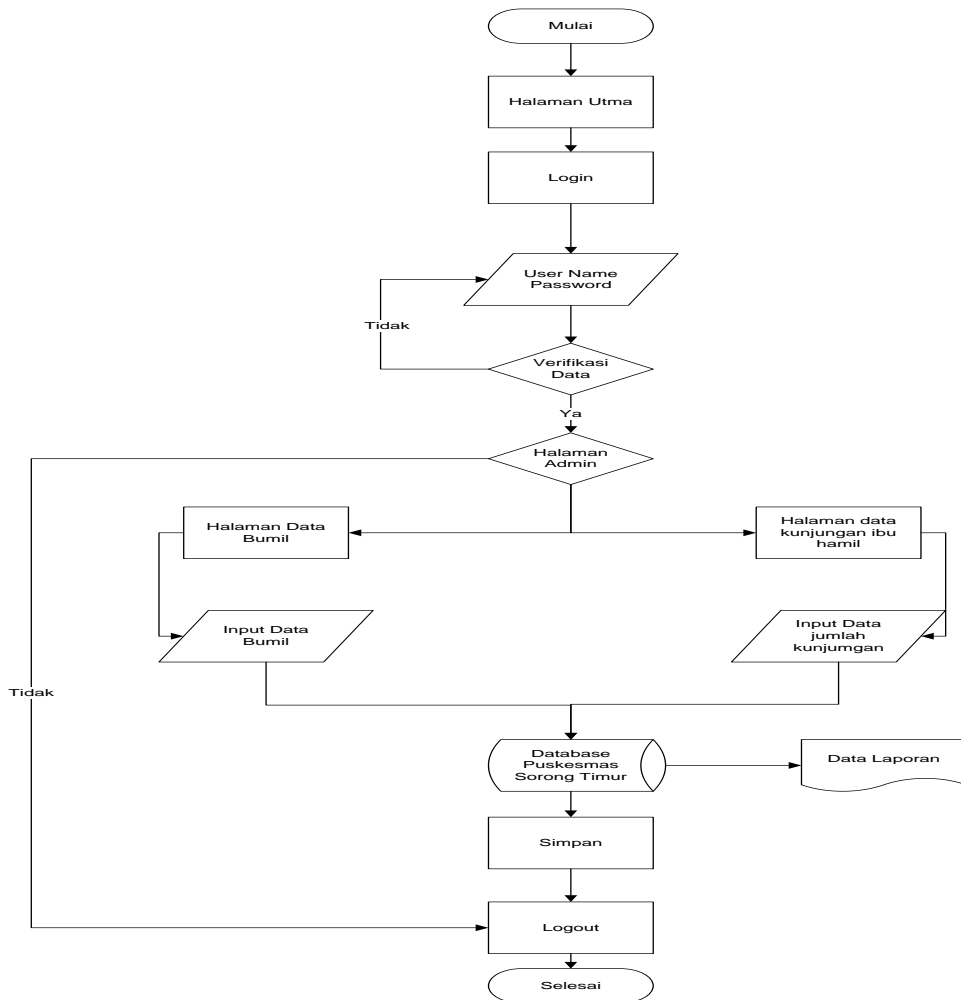 Mulai
Halaman Utma
Login
User Name
Password
Tidak
Verifikasi
Data
Ya
Halaman
Admin
Halaman Data
Bumil
Halaman data
kunjungan ibu
hamil
Input Data
Bumil
Input Data
jumlah
kunjumgan
Tidak
Database
Puskesmas
Sorong Timur
Data Laporan
Simpan
Logout
Selesai